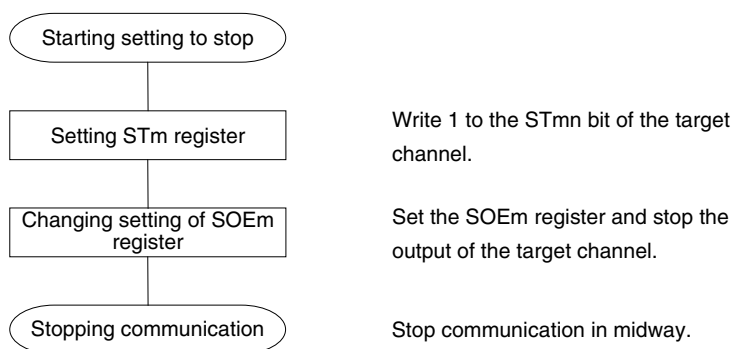 Starting setting to stop
Setting STm register
Write 1 to the STmn bit of the target
channel.
Changing setting of SOEm
register
Set the SOEm register and stop the
output of the target channel.
Stopping communication
Stop communication in midway.